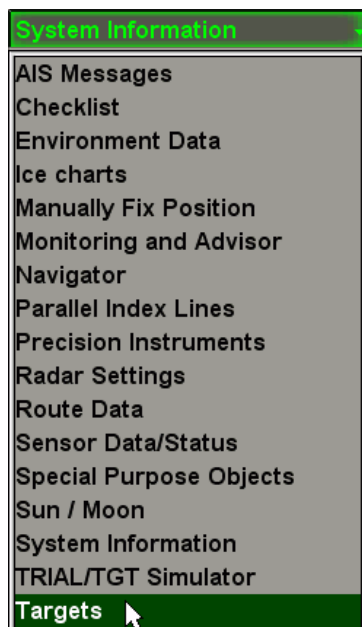 System Information
AIS Messages
Checklist
Environment Data
Ice charts
Manually Fix Position
Monitoring and Advisor
Navigator
Parallel Index Lines
Precision Instruments
Radar Settings
Route Data
Sensor Data/Status
Special Purpose Objects
Sun / Moon
System Information
TRIAL/TGT Simulator
Targets